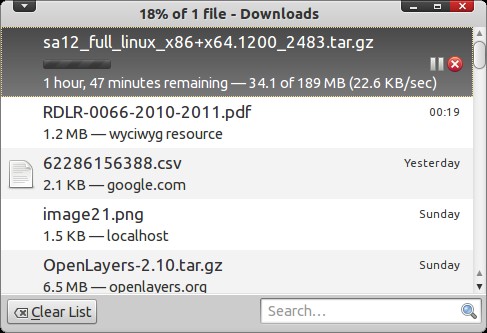 18% of 1 file - Downloads
sa12_full_linux_x86+x64.1200_2483.tar.gz
1 hour, 47 minutes remaining — 34.1 of 189 MB (22.6 KB/sec)
RDLR-0066-2010-2011.pdf 00:19
1.2 MB — wyciwyg resource
62286156388.csv Yesterday
2.1 KB — google.com
image21.png Sunday
1.5 KB — localhost
OpenLayers-2.10.tar.gz Sunday
6.5 MB — openlayers.org
Clear List Search...